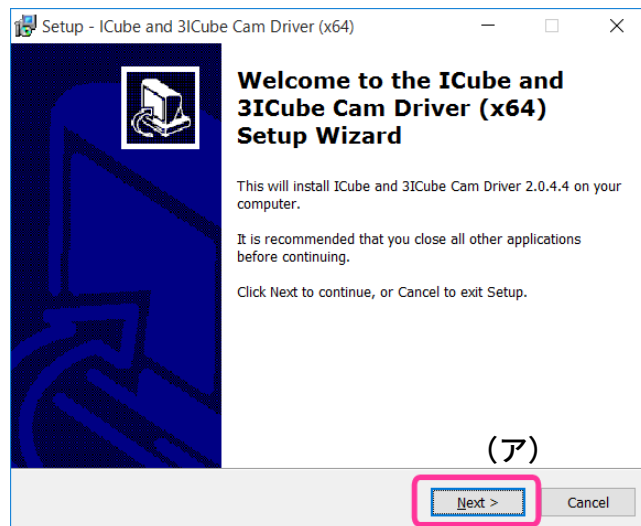 Setup - ICube and 3ICube Cam Driver (x64)
Welcome to the ICube and
3ICube Cam Driver (x64)
Setup Wizard
This will install ICube and 3ICube Cam Driver 2.0.4.4 on your
computer.
It is recommended that you close all other applications
before continuing.
Click Next to continue, or Cancel to exit Setup.
(ア)
Next >
Cancel